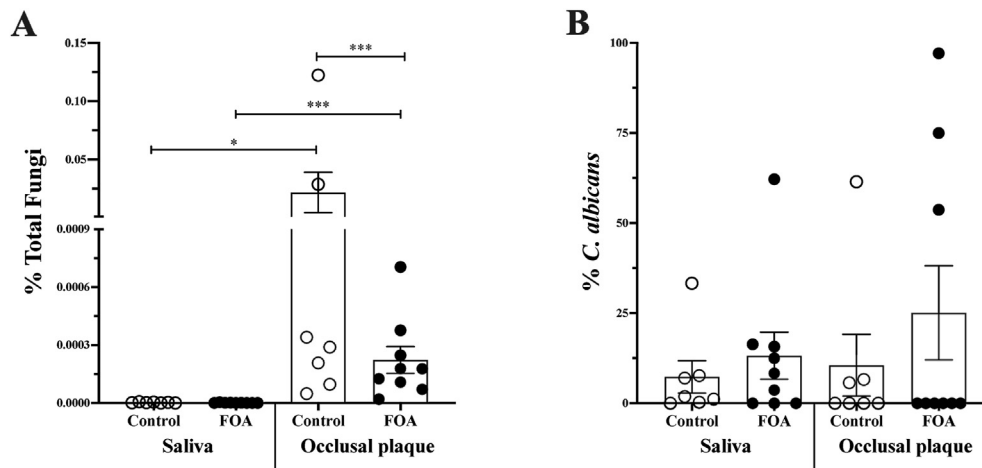 A
% Total Fungi
0.15
0.10
0.05
0.0009
0.0006
0.0003
0.0000
***
***
*
Control FOA Control FOA
Saliva Occlusal plaque
B
% C. albicans
100
75
50
25
0
Control FOA Control FOA
Saliva Occlusal plaque